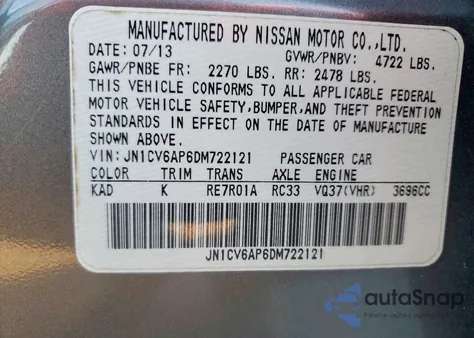 MANUFACTURED BY NISSAN MOTOR CO.,LTD.
DATE: 07/13 GVWR/PNBV: 4722 LBS.
GAWR/PNBE FR: 2270 LBS. RR: 2478 LBS.
THIS VEHICLE CONFORMS TO ALL APPLICABLE FEDERAL
MOTOR VEHICLE SAFETY, BUMPER, AND THEFT PREVENTION
STANDARDS IN EFFECT ON THE DATE OF MANUFACTURE
SHOWN ABOVE.
VIN: JN1CV6AP6DM722121 PASSENGER CAR
COLOR TRIM TRANS AXLE ENGINE
KAD K RE7R01A RC33 VQ37(VHR) 3696CC
JN1CV6AP6DM722121
autoSnap